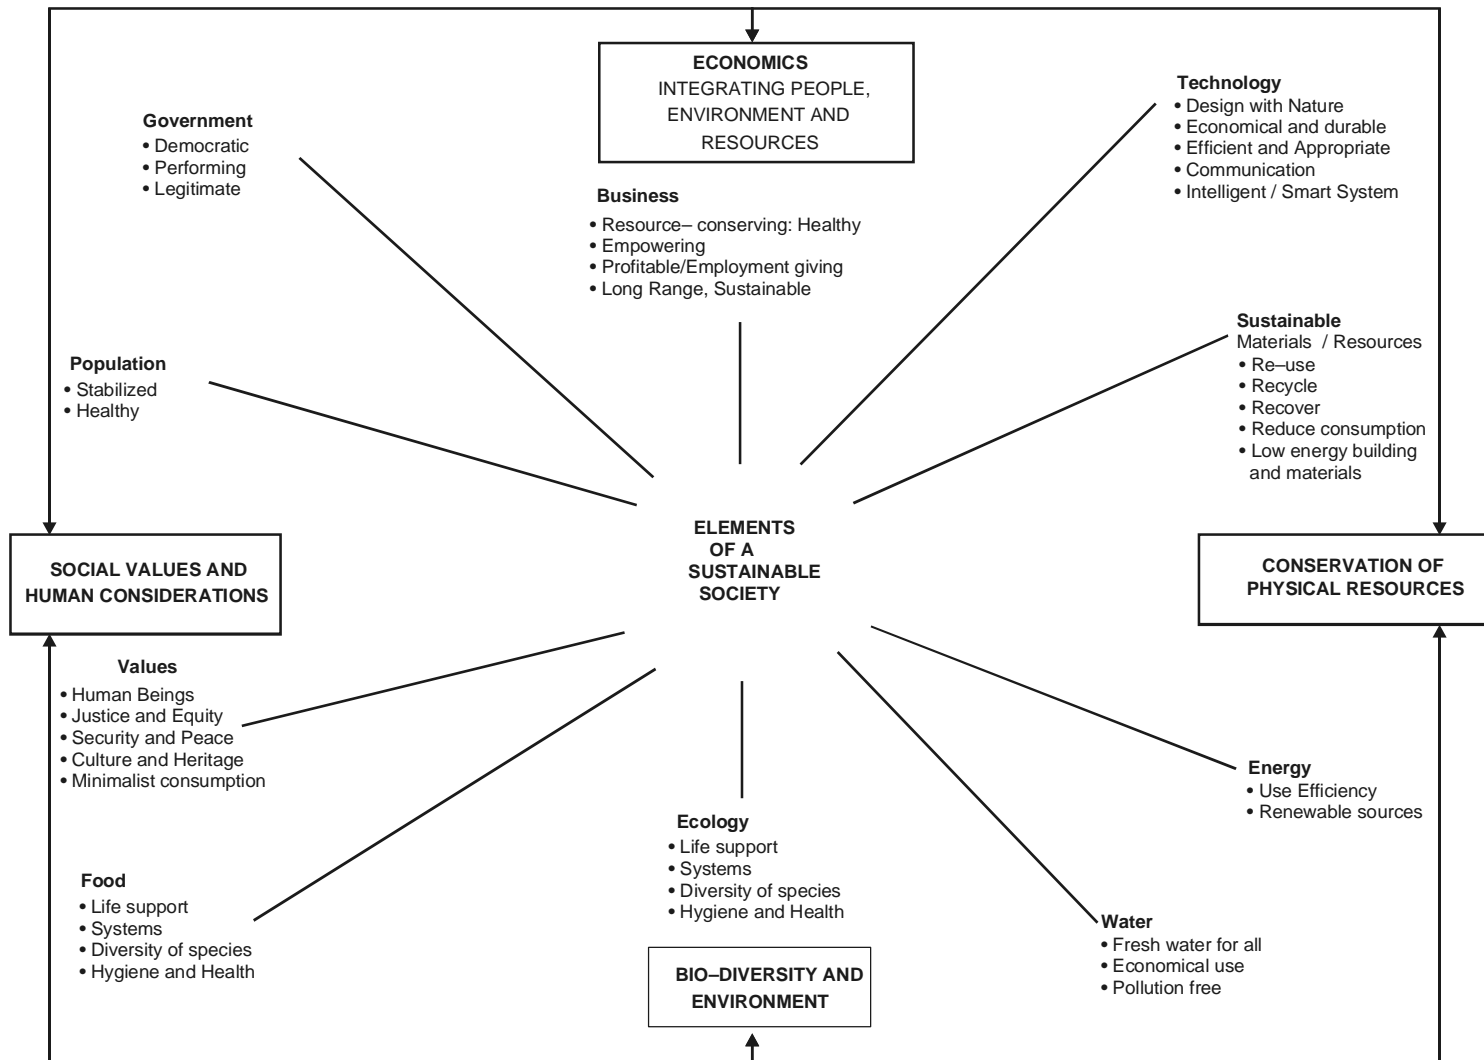 ECONOMICS
INTEGRATING PEOPLE,
ENVIRONMENT AND
RESOURCES
Government
• Democratic
• Performing
• Legitimate
Business
• Resource– conserving: Healthy
• Empowering
• Profitable/Employment giving
• Long Range, Sustainable
Technology
• Design with Nature
• Economical and durable
• Efficient and Appropriate
• Communication
• Intelligent / Smart System
Population
• Stabilized
• Healthy
Sustainable
Materials / Resources
• Re–use
• Recycle
• Recover
• Reduce consumption
• Low energy building
and materials
SOCIAL VALUES AND
HUMAN CONSIDERATIONS
ELEMENTS
OF A
SUSTAINABLE
SOCIETY
CONSERVATION OF
PHYSICAL RESOURCES
Values
• Human Beings
• Justice and Equity
• Security and Peace
• Culture and Heritage
• Minimalist consumption
Energy
• Use Efficiency
• Renewable sources
Food
• Life support
• Systems
• Diversity of species
• Hygiene and Health
Ecology
• Life support
• Systems
• Diversity of species
• Hygiene and Health
Water
• Fresh water for all
• Economical use
• Pollution free
BIO–DIVERSITY AND
ENVIRONMENT